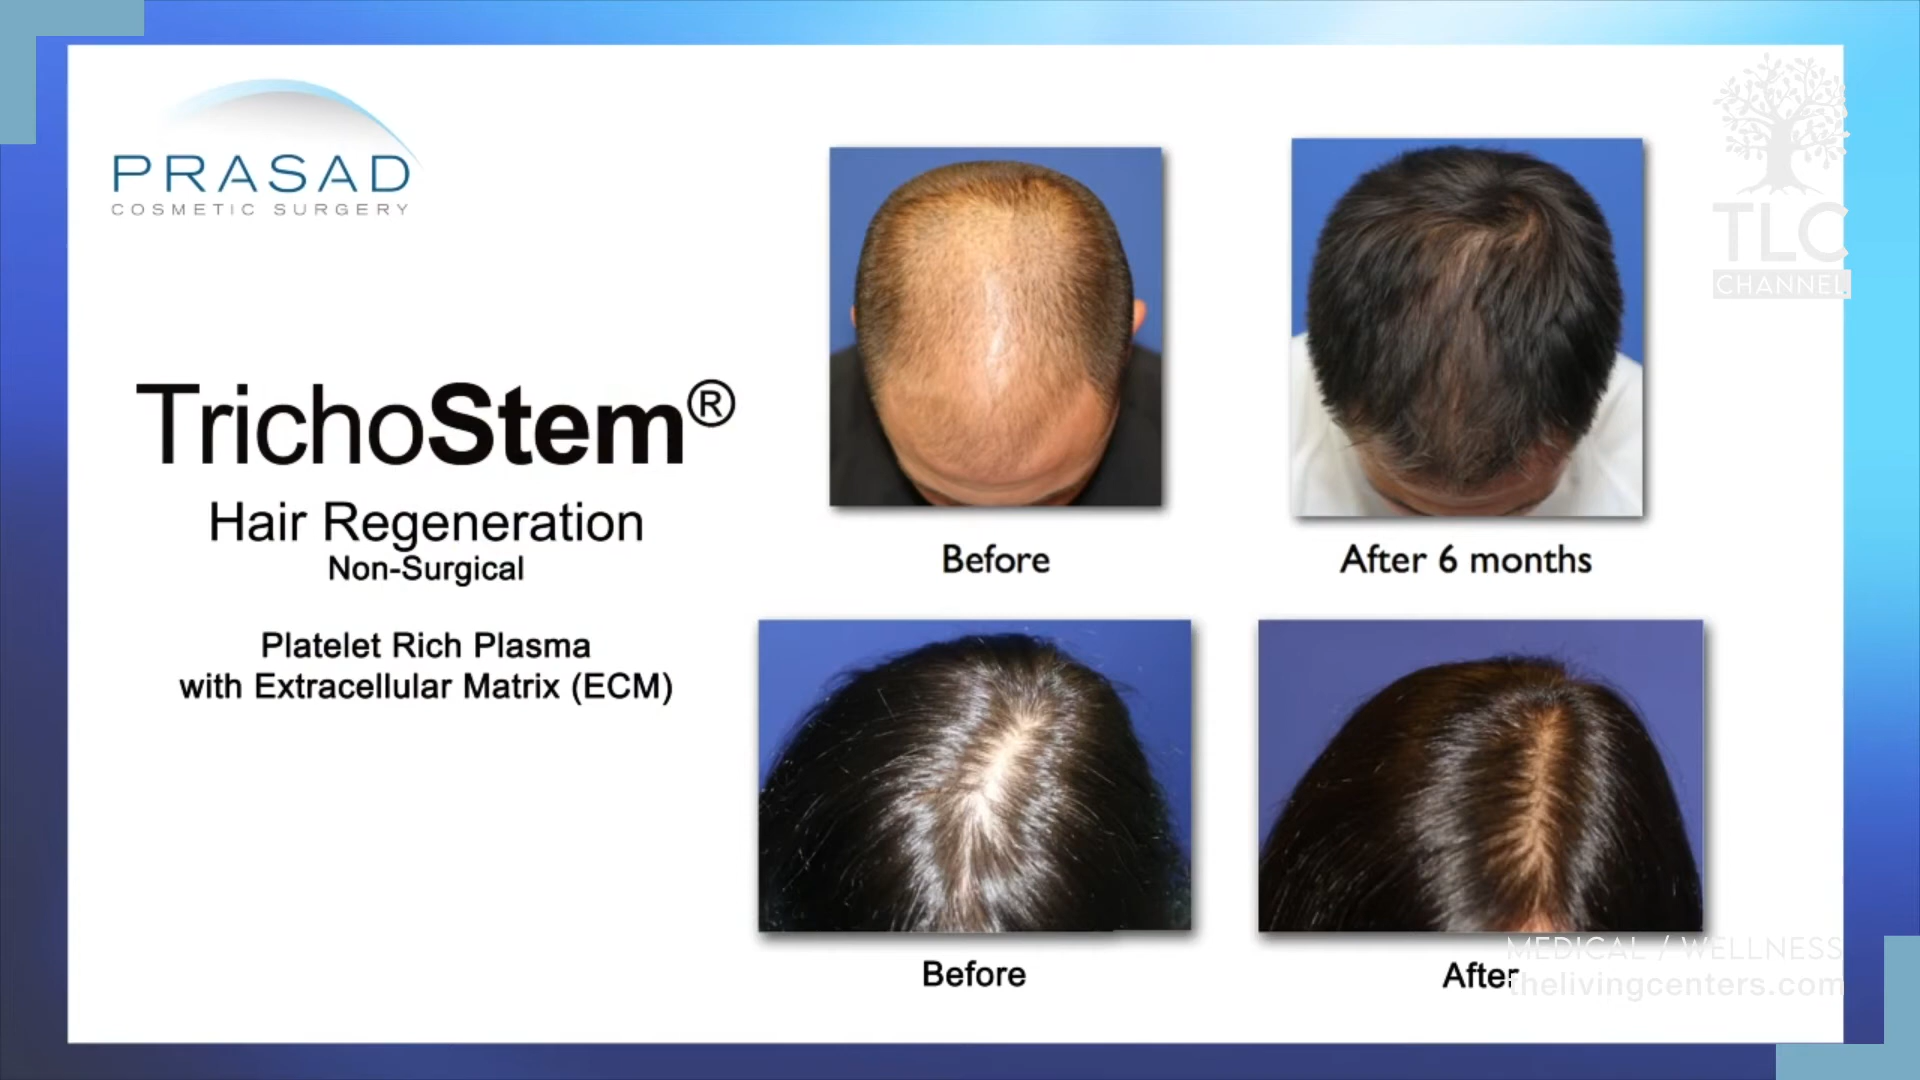 PRASAD
COSMETIC SURGERY
TrichoStem®
Hair Regeneration
Non-Surgical
Platelet Rich Plasma
with Extracellular Matrix (ECM)
Before
After 6 months
Before
After
TLC
CHANNEL
MEDICAL / WELLNESS
thelivingcenters.com